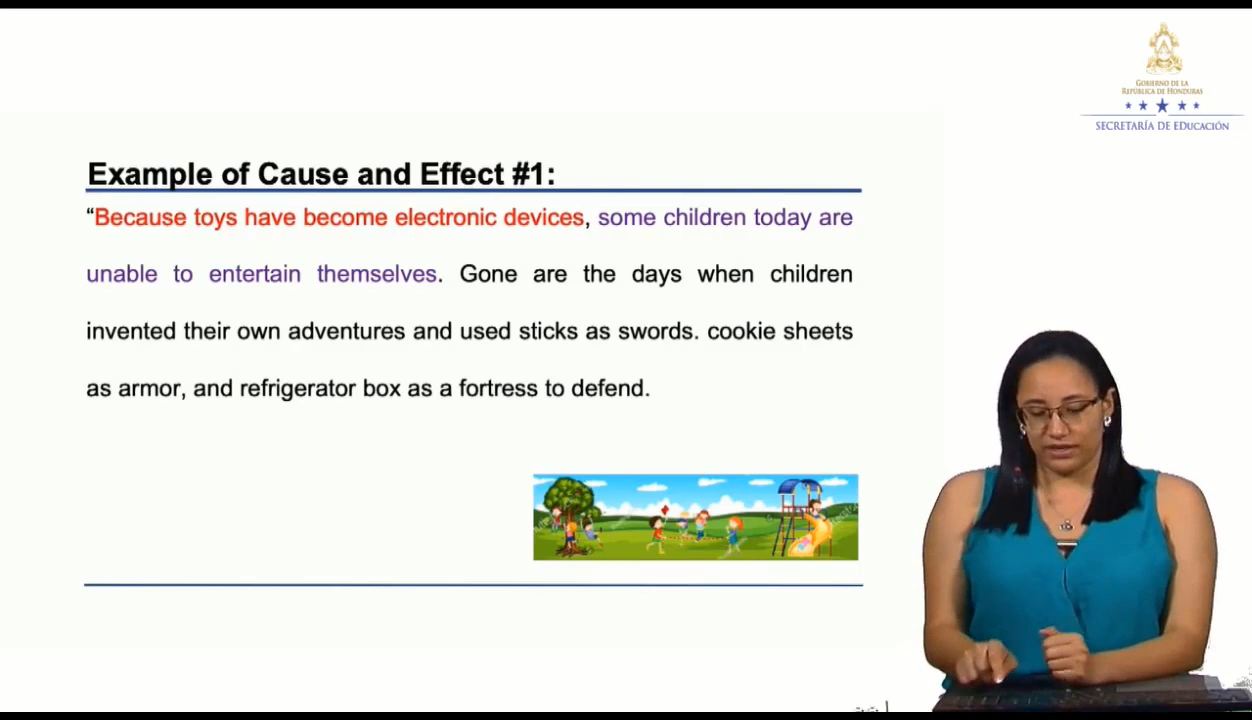 GOBIERNO DE LA
REPÚBLICA DE HONDURAS
SECRETARÍA DE EDUCACIÓN
Example of Cause and Effect #1:
“Because toys have become electronic devices, some children today are
unable to entertain themselves. Gone are the days when children
invented their own adventures and used sticks as swords. cookie sheets
as armor, and refrigerator box as a fortress to defend.